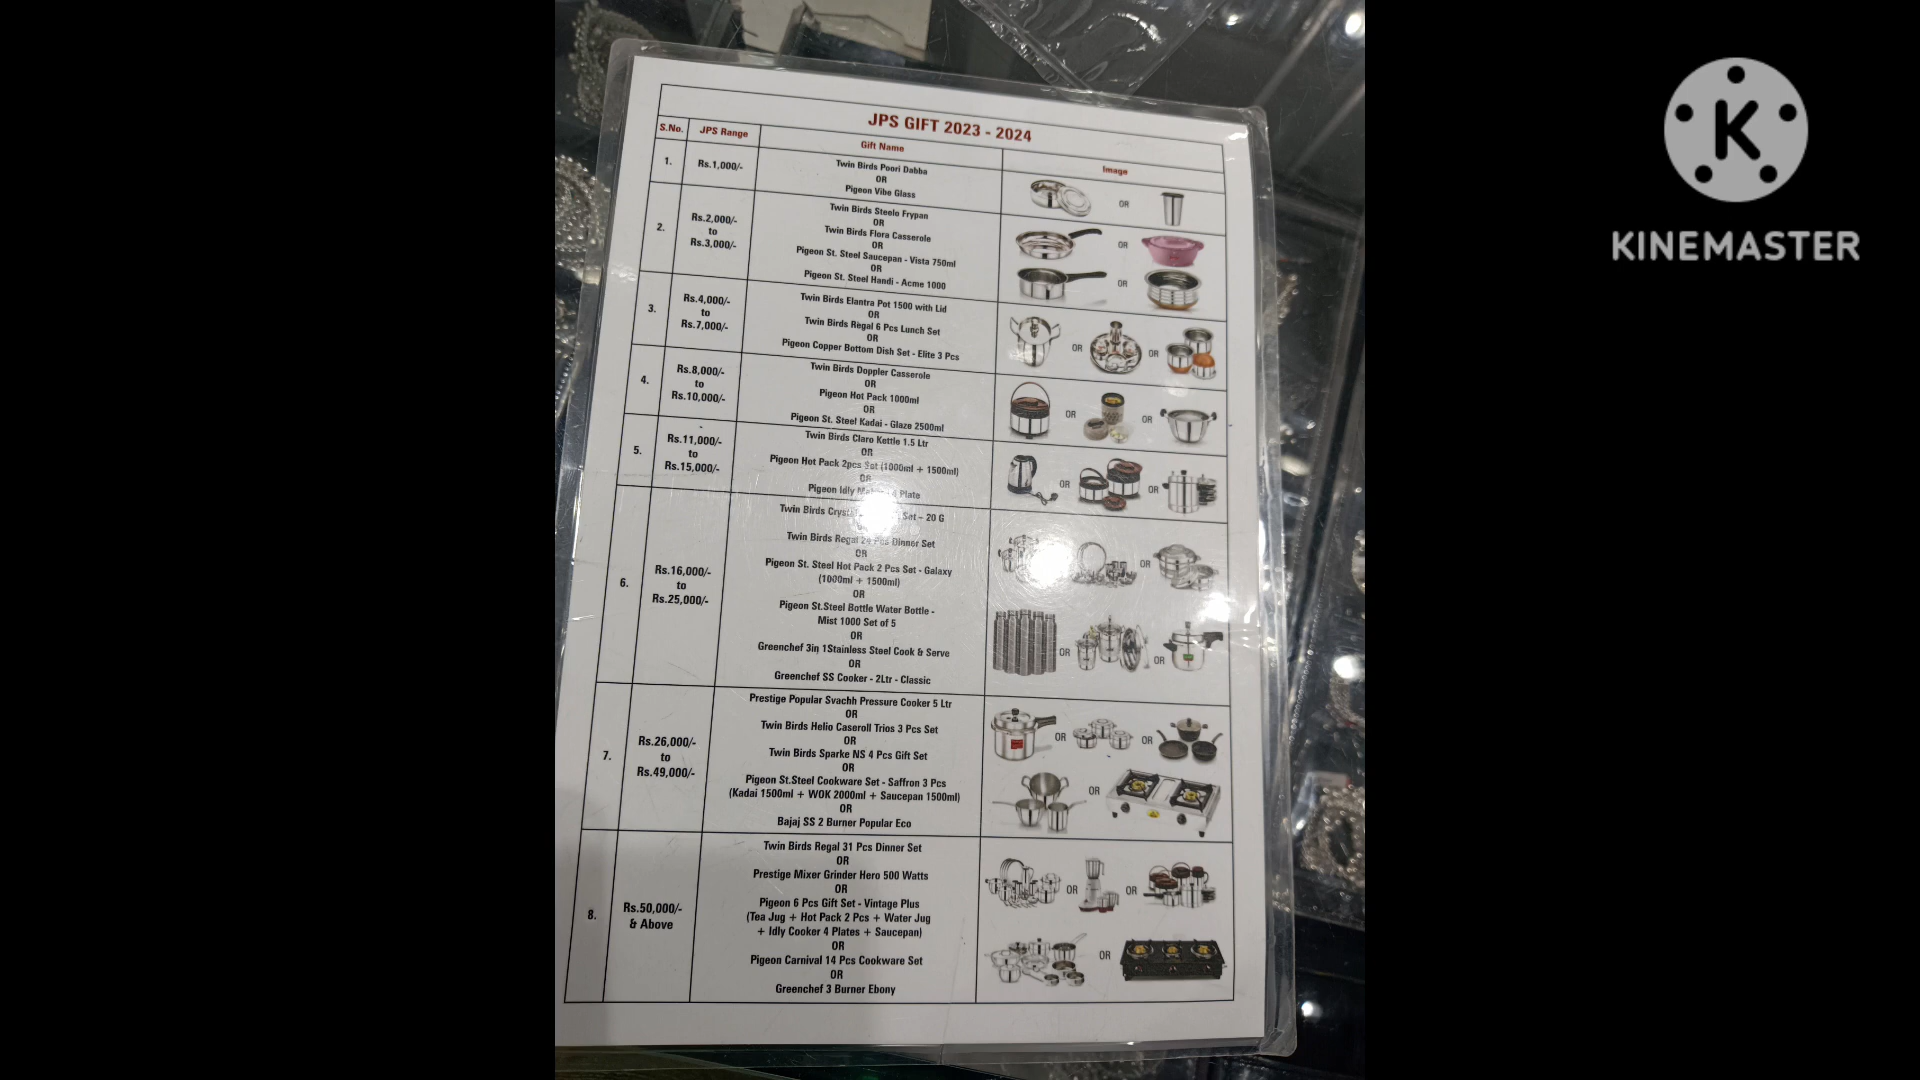 JPS GIFT 2023 - 2024
S.No.
JPS Range
Gift Name
Image
1.
Rs.1,000/-
Twin Birds Poori Dabba
OR
Pigeon Vibe Glass
OR
2.
Rs.2,000/-
to
Rs.3,000/-
Twin Birds Steelo Frypan
OR
Twin Birds Flora Casserole
OR
Pigeon St. Steel Saucepan - Vista 750ml
OR
Pigeon St. Steel Handi - Acme 1000
OR
OR
3.
Rs.4,000/-
to
Rs.7,000/-
Twin Birds Elantra Pot 1500 with Lid
OR
Twin Birds Regal 6 Pcs Lunch Set
OR
Pigeon Copper Bottom Dish Set - Elite 3 Pcs
OR
OR
4.
Rs.8,000/-
to
Rs.10,000/-
Twin Birds Doppler Casserole
OR
Pigeon Hot Pack 1000ml
OR
Pigeon St. Steel Kadai - Glaze 2500ml
OR
OR
5.
Rs.11,000/-
to
Rs.15,000/-
Twin Birds Claro Kettle 1.5 Ltr
OR
Pigeon Hot Pack 2pcs Set (1000ml + 1500ml)
OR
Pigeon Idly 4 Plate
OR
OR
6.
Rs.16,000/-
to
Rs.25,000/-
Twin Birds Set - 20 G
Twin Birds Regal 24 Pcs Dinner Set
OR
Pigeon St. Steel Hot Pack 2 Pcs Set - Galaxy
(1000ml + 1500ml)
OR
Pigeon St.Steel Bottle Water Bottle -
Mist 1000 Set of 5
OR
Greenchef 3in 1Stainless Steel Cook & Serve
OR
Greenchef SS Cooker - 2Ltr - Classic
OR
OR
OR
7.
Rs.26,000/-
to
Rs.49,000/-
Prestige Popular Svachh Pressure Cooker 5 Ltr
OR
Twin Birds Helio Caseroll Trios 3 Pcs Set
OR
Twin Birds Sparke NS 4 Pcs Gift Set
OR
Pigeon St.Steel Cookware Set - Saffron 3 Pcs
(Kadai 1500ml + WOK 2000ml + Saucepan 1500ml)
OR
Bajaj SS 2 Burner Popular Eco
OR
OR
OR
8.
Rs.50,000/-
& Above
Twin Birds Regal 31 Pcs Dinner Set
OR
Prestige Mixer Grinder Hero 500 Watts
OR
Pigeon 6 Pcs Gift Set - Vintage Plus
(Tea Jug + Hot Pack 2 Pcs + Water Jug
+ Idly Cooker 4 Plates + Saucepan)
OR
Pigeon Carnival 14 Pcs Cookware Set
OR
Greenchef 3 Burner Ebony
OR
OR
OR
K
KINEMASTER